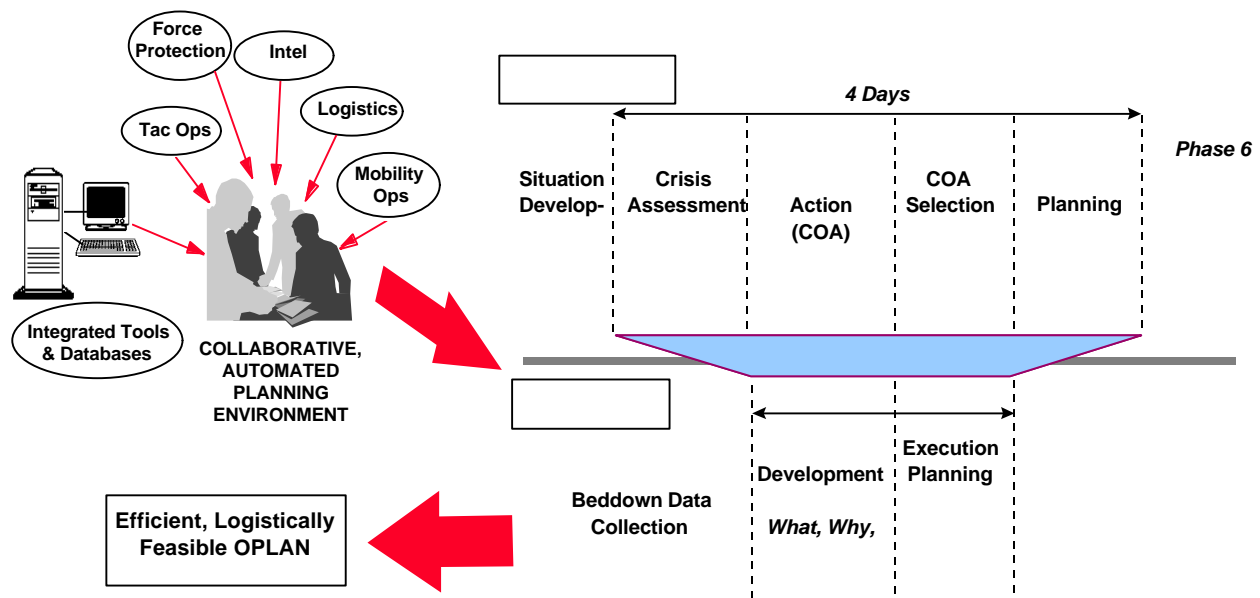 Force
Protection
Intel
Logistics
Tac Ops
Mobility
Ops
Integrated Tools
& Databases
COLLABORATIVE,
AUTOMATED
PLANNING
ENVIRONMENT
4 Days
Phase 6
Situation
Develop-
Crisis
Assessment
Action
(COA)
COA
Selection
Planning
Beddown Data
Collection
Development
What, Why,
Execution
Planning
Efficient, Logistically
Feasible OPLAN